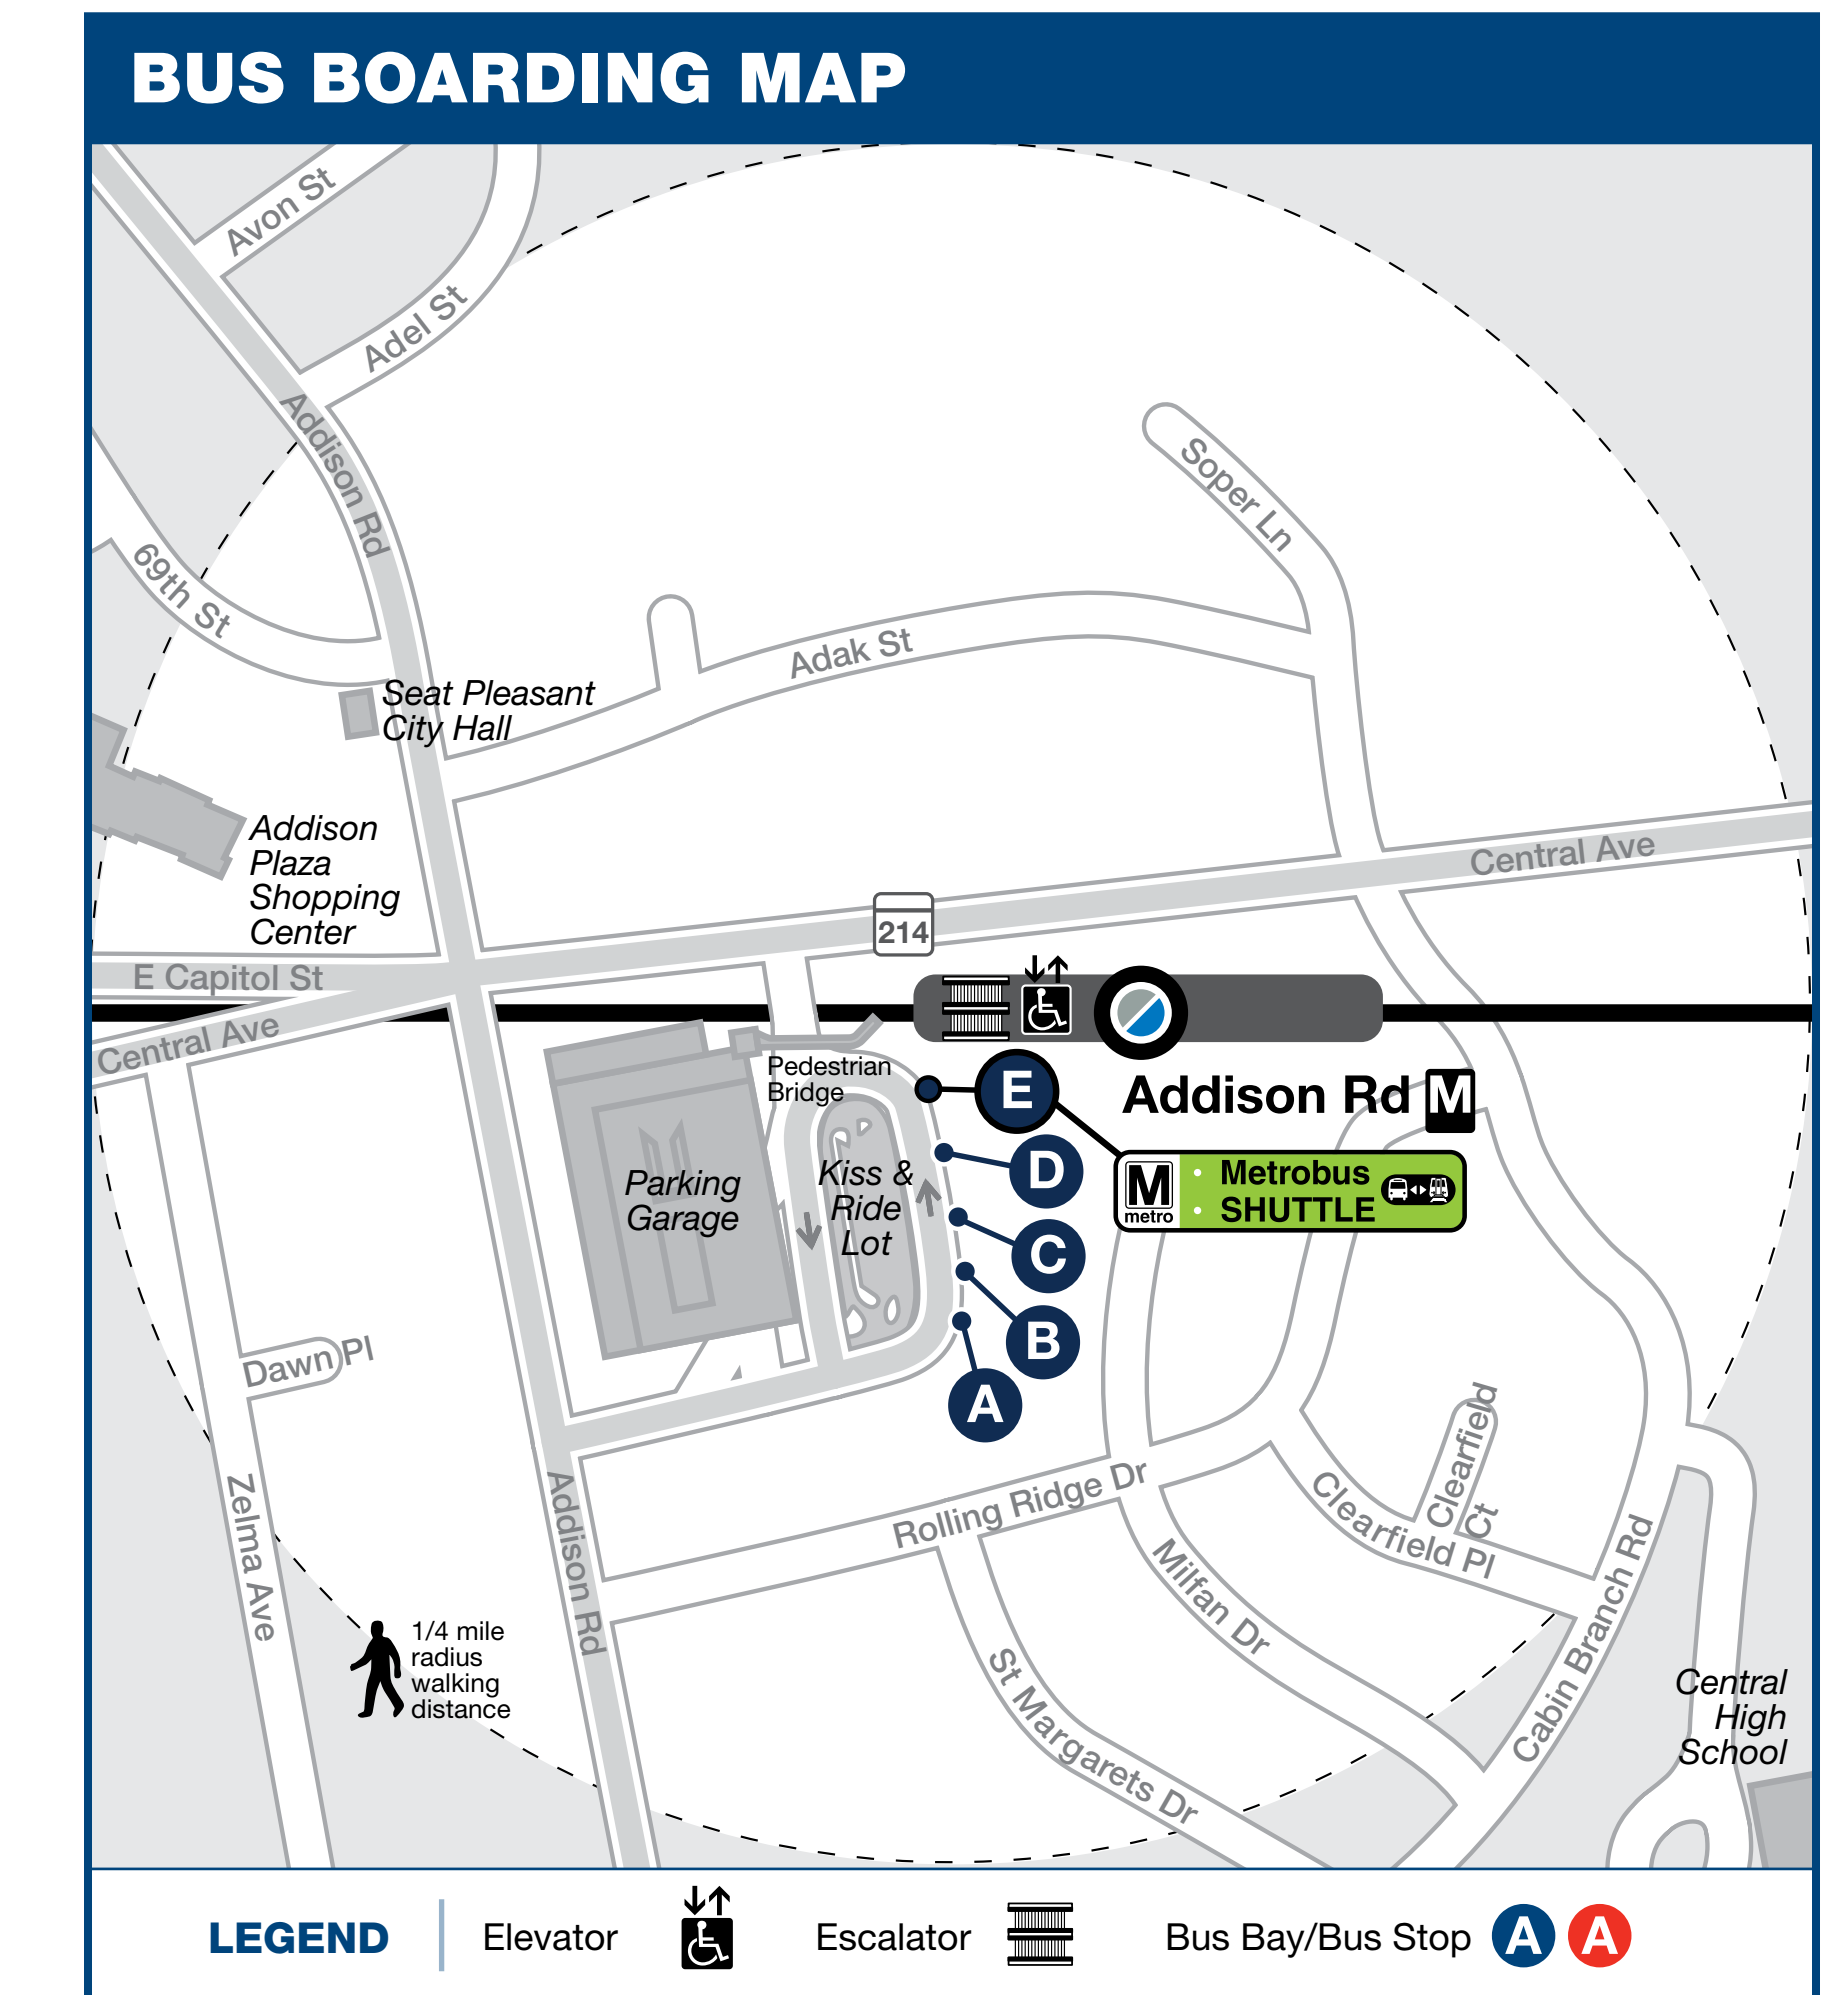 BUS BOARDING MAP
Avon St
Adel St
Addison Rd
69th St
Soper Ln
Adak St
Seat Pleasant
City Hall
Addison
Plaza
Shopping
Center
Central Ave
214
E Capitol St
Central Ave
Pedestrian
Bridge
E
Addison Rd M
D
M
metro
Metrobus
SHUTTLE
Parking
Garage
Kiss &
Ride
Lot
C
B
A
Dawn Pl
Clearfield
Ct
Clearfield Pl
Rolling Ridge Dr
Zelma Ave
Addison Rd
Milfan Dr
Cabin Branch Rd
1/4 mile
radius
walking
distance
St Margarets Dr
Central
High
School
LEGEND
Elevator
Escalator
Bus Bay/Bus Stop A A